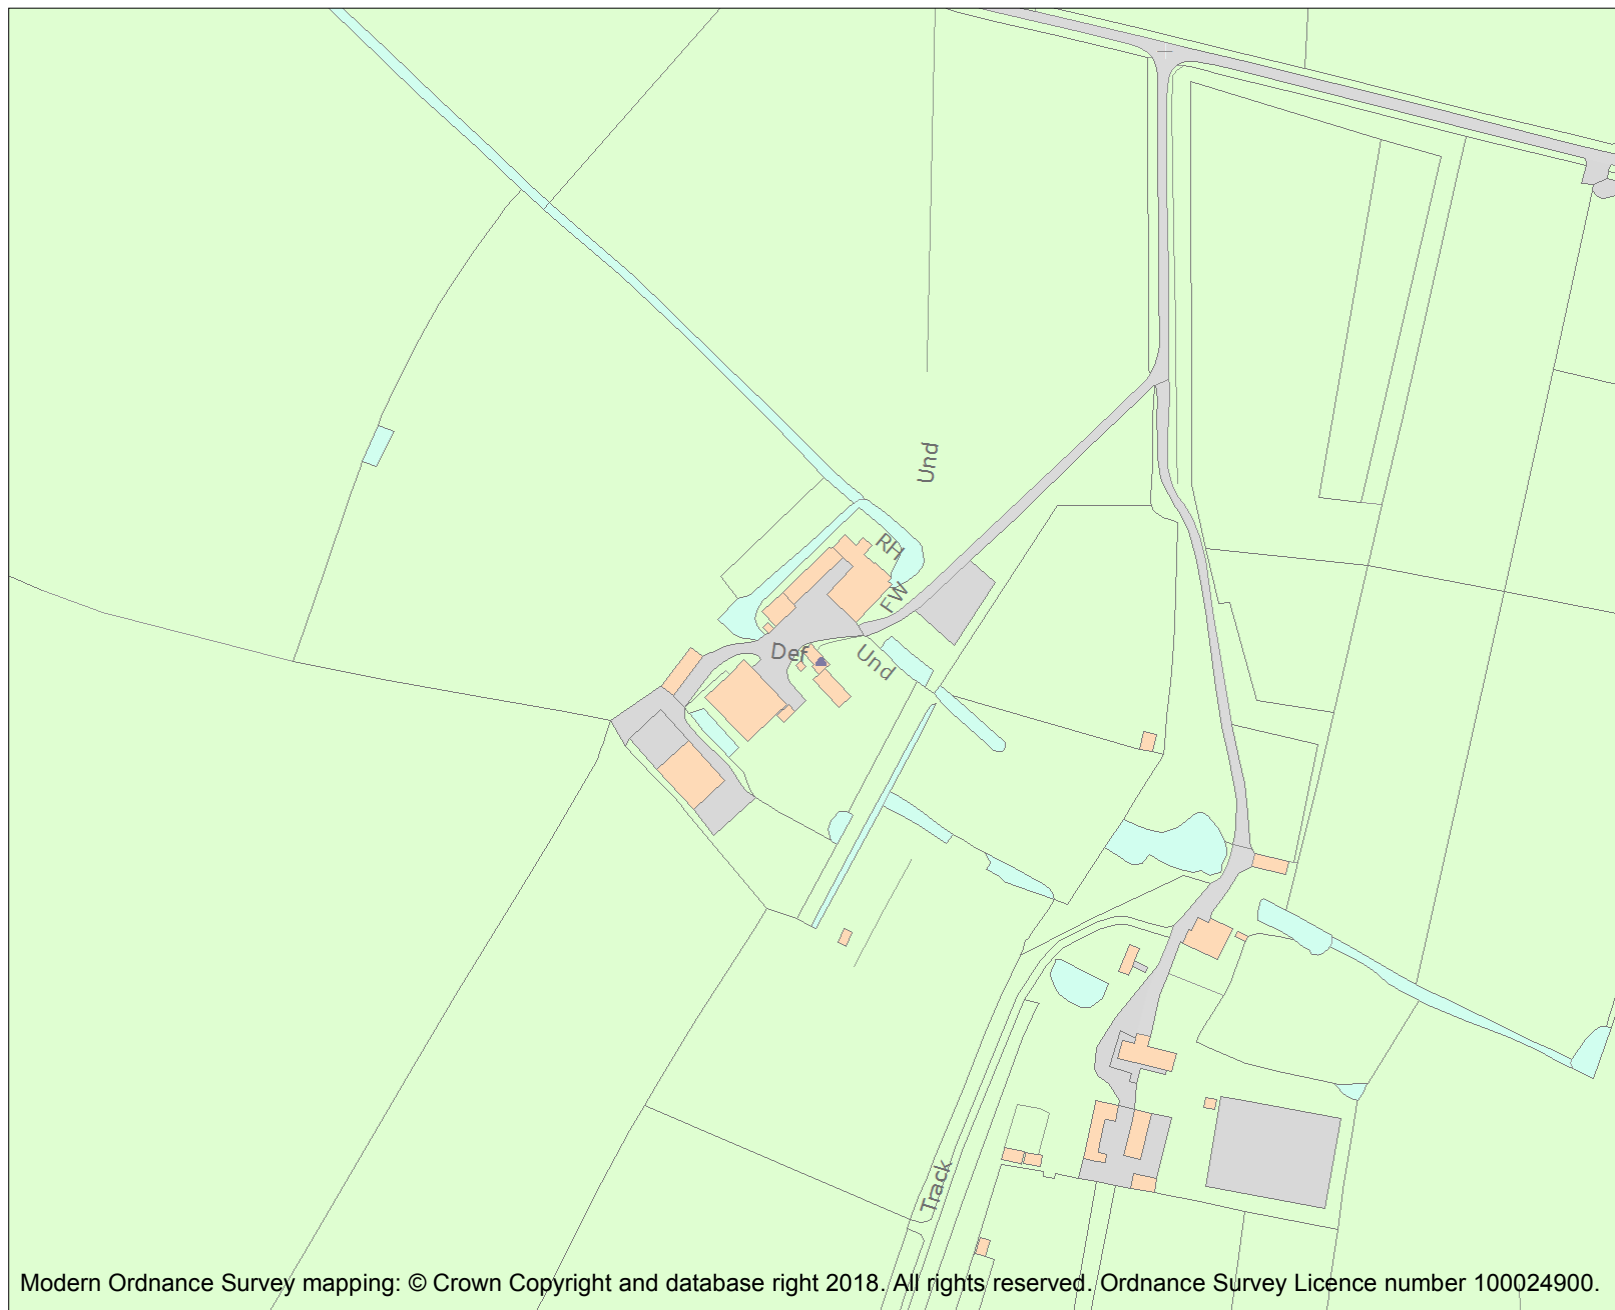 Und
RH
FW
Def
Und
Track
Modern Ordnance Survey mapping: © Crown Copyright and database right 2018. All rights reserved. Ordnance Survey Licence number 100024900.